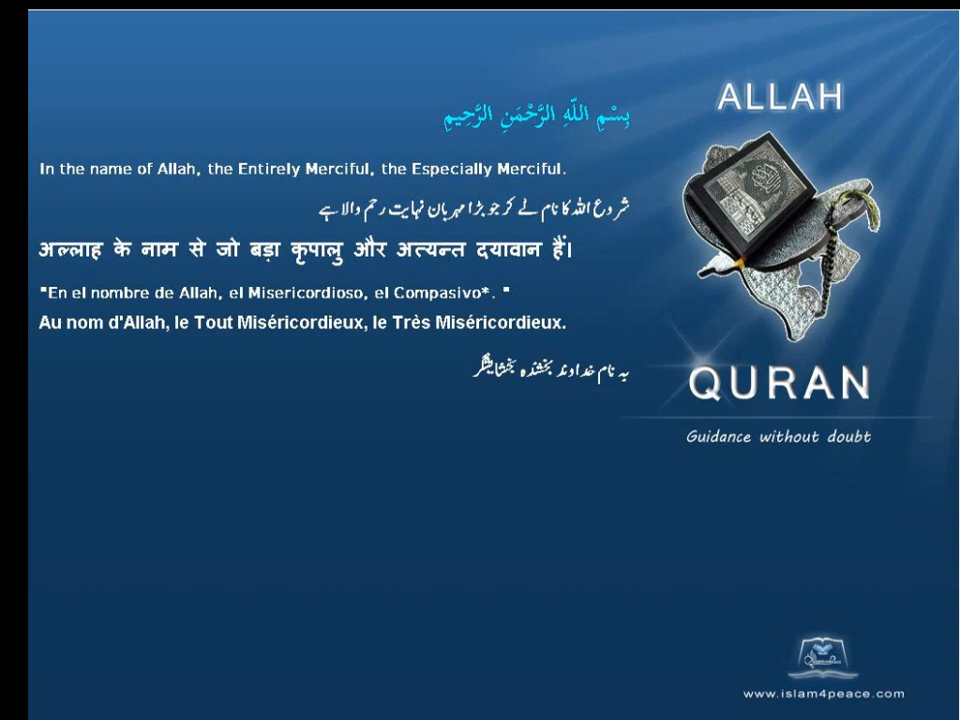 بِسْمِ اللّهِ الرَّحْمَنِ الرَّحِيمِ
In the name of Allah, the Entirely Merciful, the Especially Merciful.
شروع الله کا نام لے کر جو بڑا مہربان نہایت رحم والا ہے
अल्लाह के नाम से जो बड़ा कृपालु और अत्यन्त दयावान हैं।
"En el nombre de Allah, el Misericordioso, el Compasivo*. "
Au nom d'Allah, le Tout Miséricordieux, le Très Miséricordieux.
به نام خداوند بخشنده بخشایشگر
ALLAH
QURAN
Guidance without doubt
www.islam4peace.com